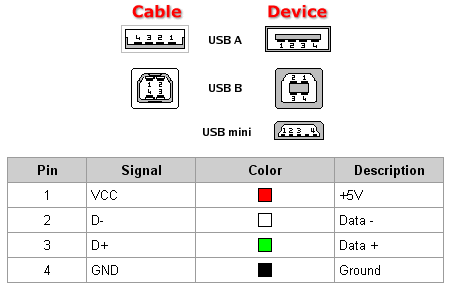 Cable Device
4 3 2 1 USB A 1 2 3 4
1 2 USB B 2 1
4 3 3 4
USB mini 1 2 3 4
Pin Signal Color Description
1 VCC +5V
2 D- Data -
3 D+ Data +
4 GND Ground